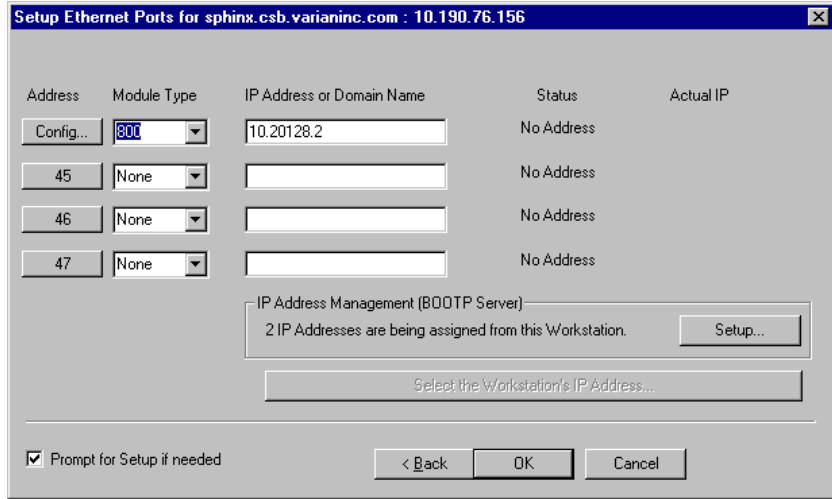 Setup Ethernet Ports for sphinx.csb.varianinc.com : 10.190.76.156
Address Module Type IP Address or Domain Name Status Actual IP
Config... 800 10.20128.2 No Address
45 None No Address
46 None No Address
47 None No Address
IP Address Management (BOOTP Server)
2 IP Addresses are being assigned from this Workstation. Setup...
Select the Workstation's IP Address...
Prompt for Setup if needed < Back OK Cancel